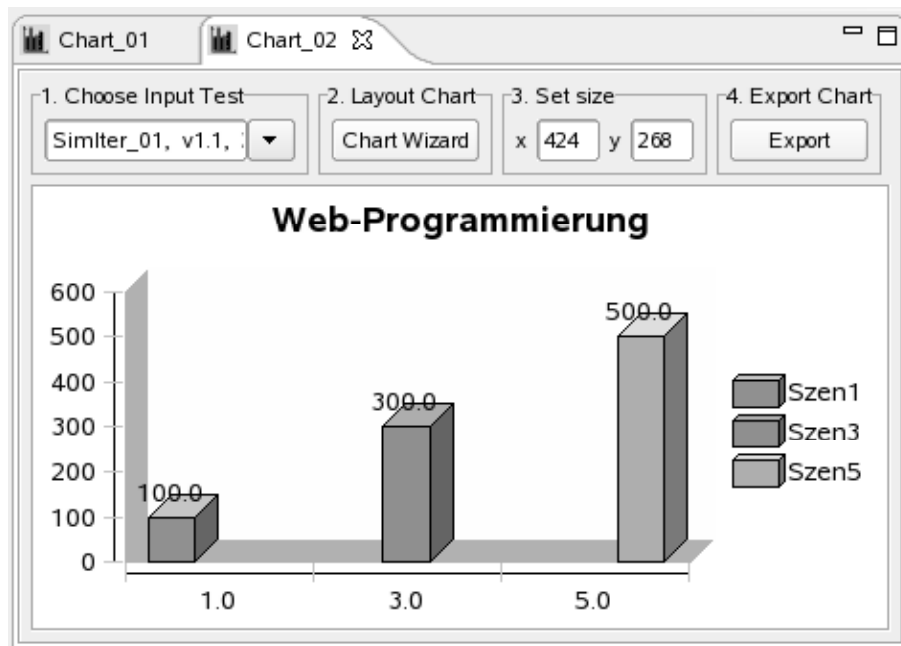 Chart_01 Chart_02
1. Choose Input Test 2. Layout Chart 3. Set size 4. Export Chart
SimIter_01, v1.1, Chart Wizard x 424 y 268 Export
Web-Programmierung
600
500
400
300
200
100
0
500.0
300.0
100.0
1.0 3.0 5.0
Szen1
Szen3
Szen5